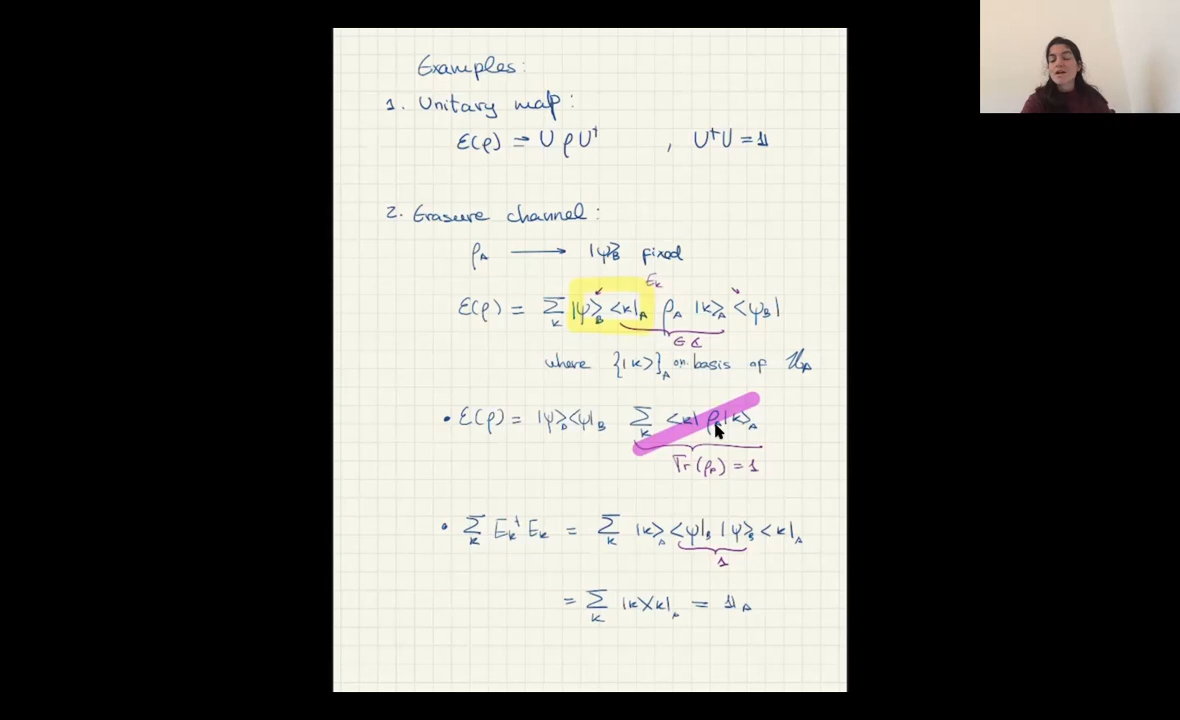 Examples:
1. Unitary map:
ε(ρ) = U ρ U† , U†U = 𝟙
2. Erasure channel:
ρ_A ⟶ |ψ⟩_B fixed
E_k
ε(ρ) = Σ_k |ψ⟩_B ⟨k|_A ρ_A |k⟩_A ⟨ψ_B|
∈ ℂ
where {|k⟩}_A on basis of ℋ_A
• ε(ρ) = |ψ⟩_B⟨ψ|_B Σ_k ⟨k| ρ_A |k⟩_A
Tr(ρ_A) = 1
• Σ_k E_k† E_k = Σ_k |k⟩_A ⟨ψ|_B |ψ⟩_B ⟨k|_A
1
= Σ_k |k⟩⟨k|_A = 𝟙_A